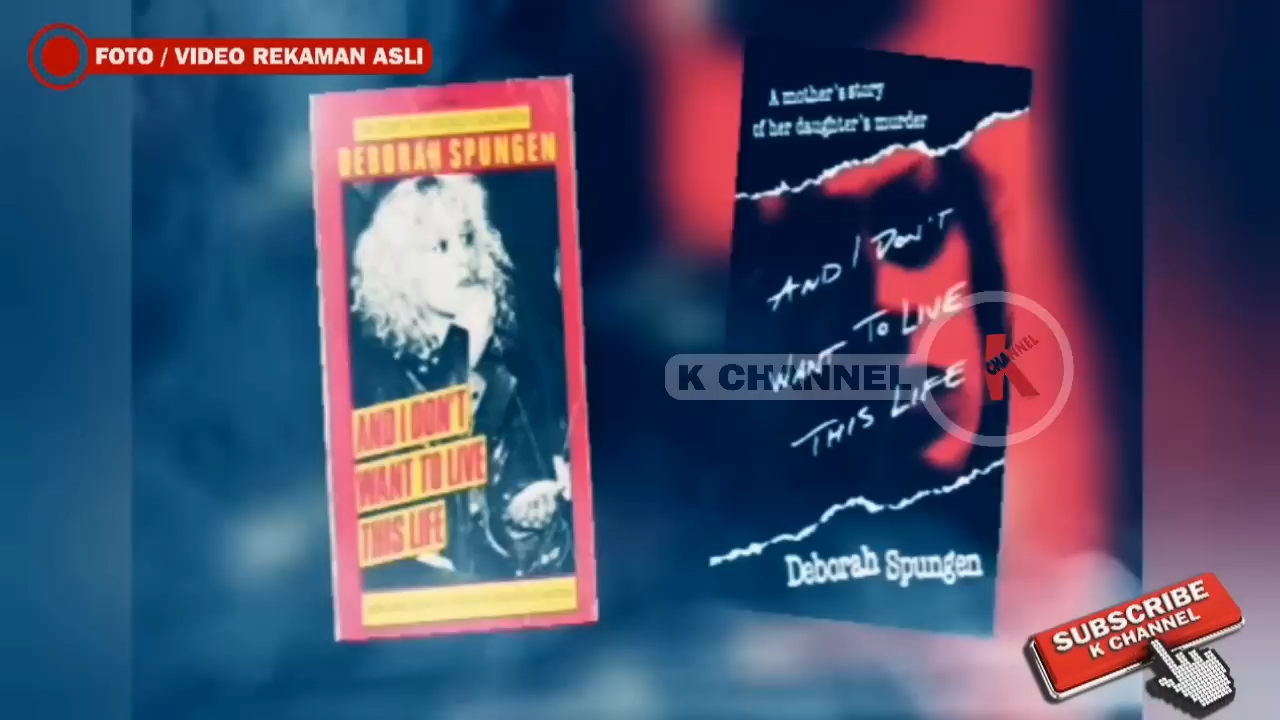 FOTO / VIDEO REKAMAN ASLI
DEBORAH SPUNGEN
AND I DON'T
WANT TO LIVE
THIS LIFE
A mother's story
of her daughter's murder
AND I DON'T
WANT TO LIVE
THIS LIFE
Deborah Spungen
K CHANNEL
K CHANNEL
SUBSCRIBE
K CHANNEL